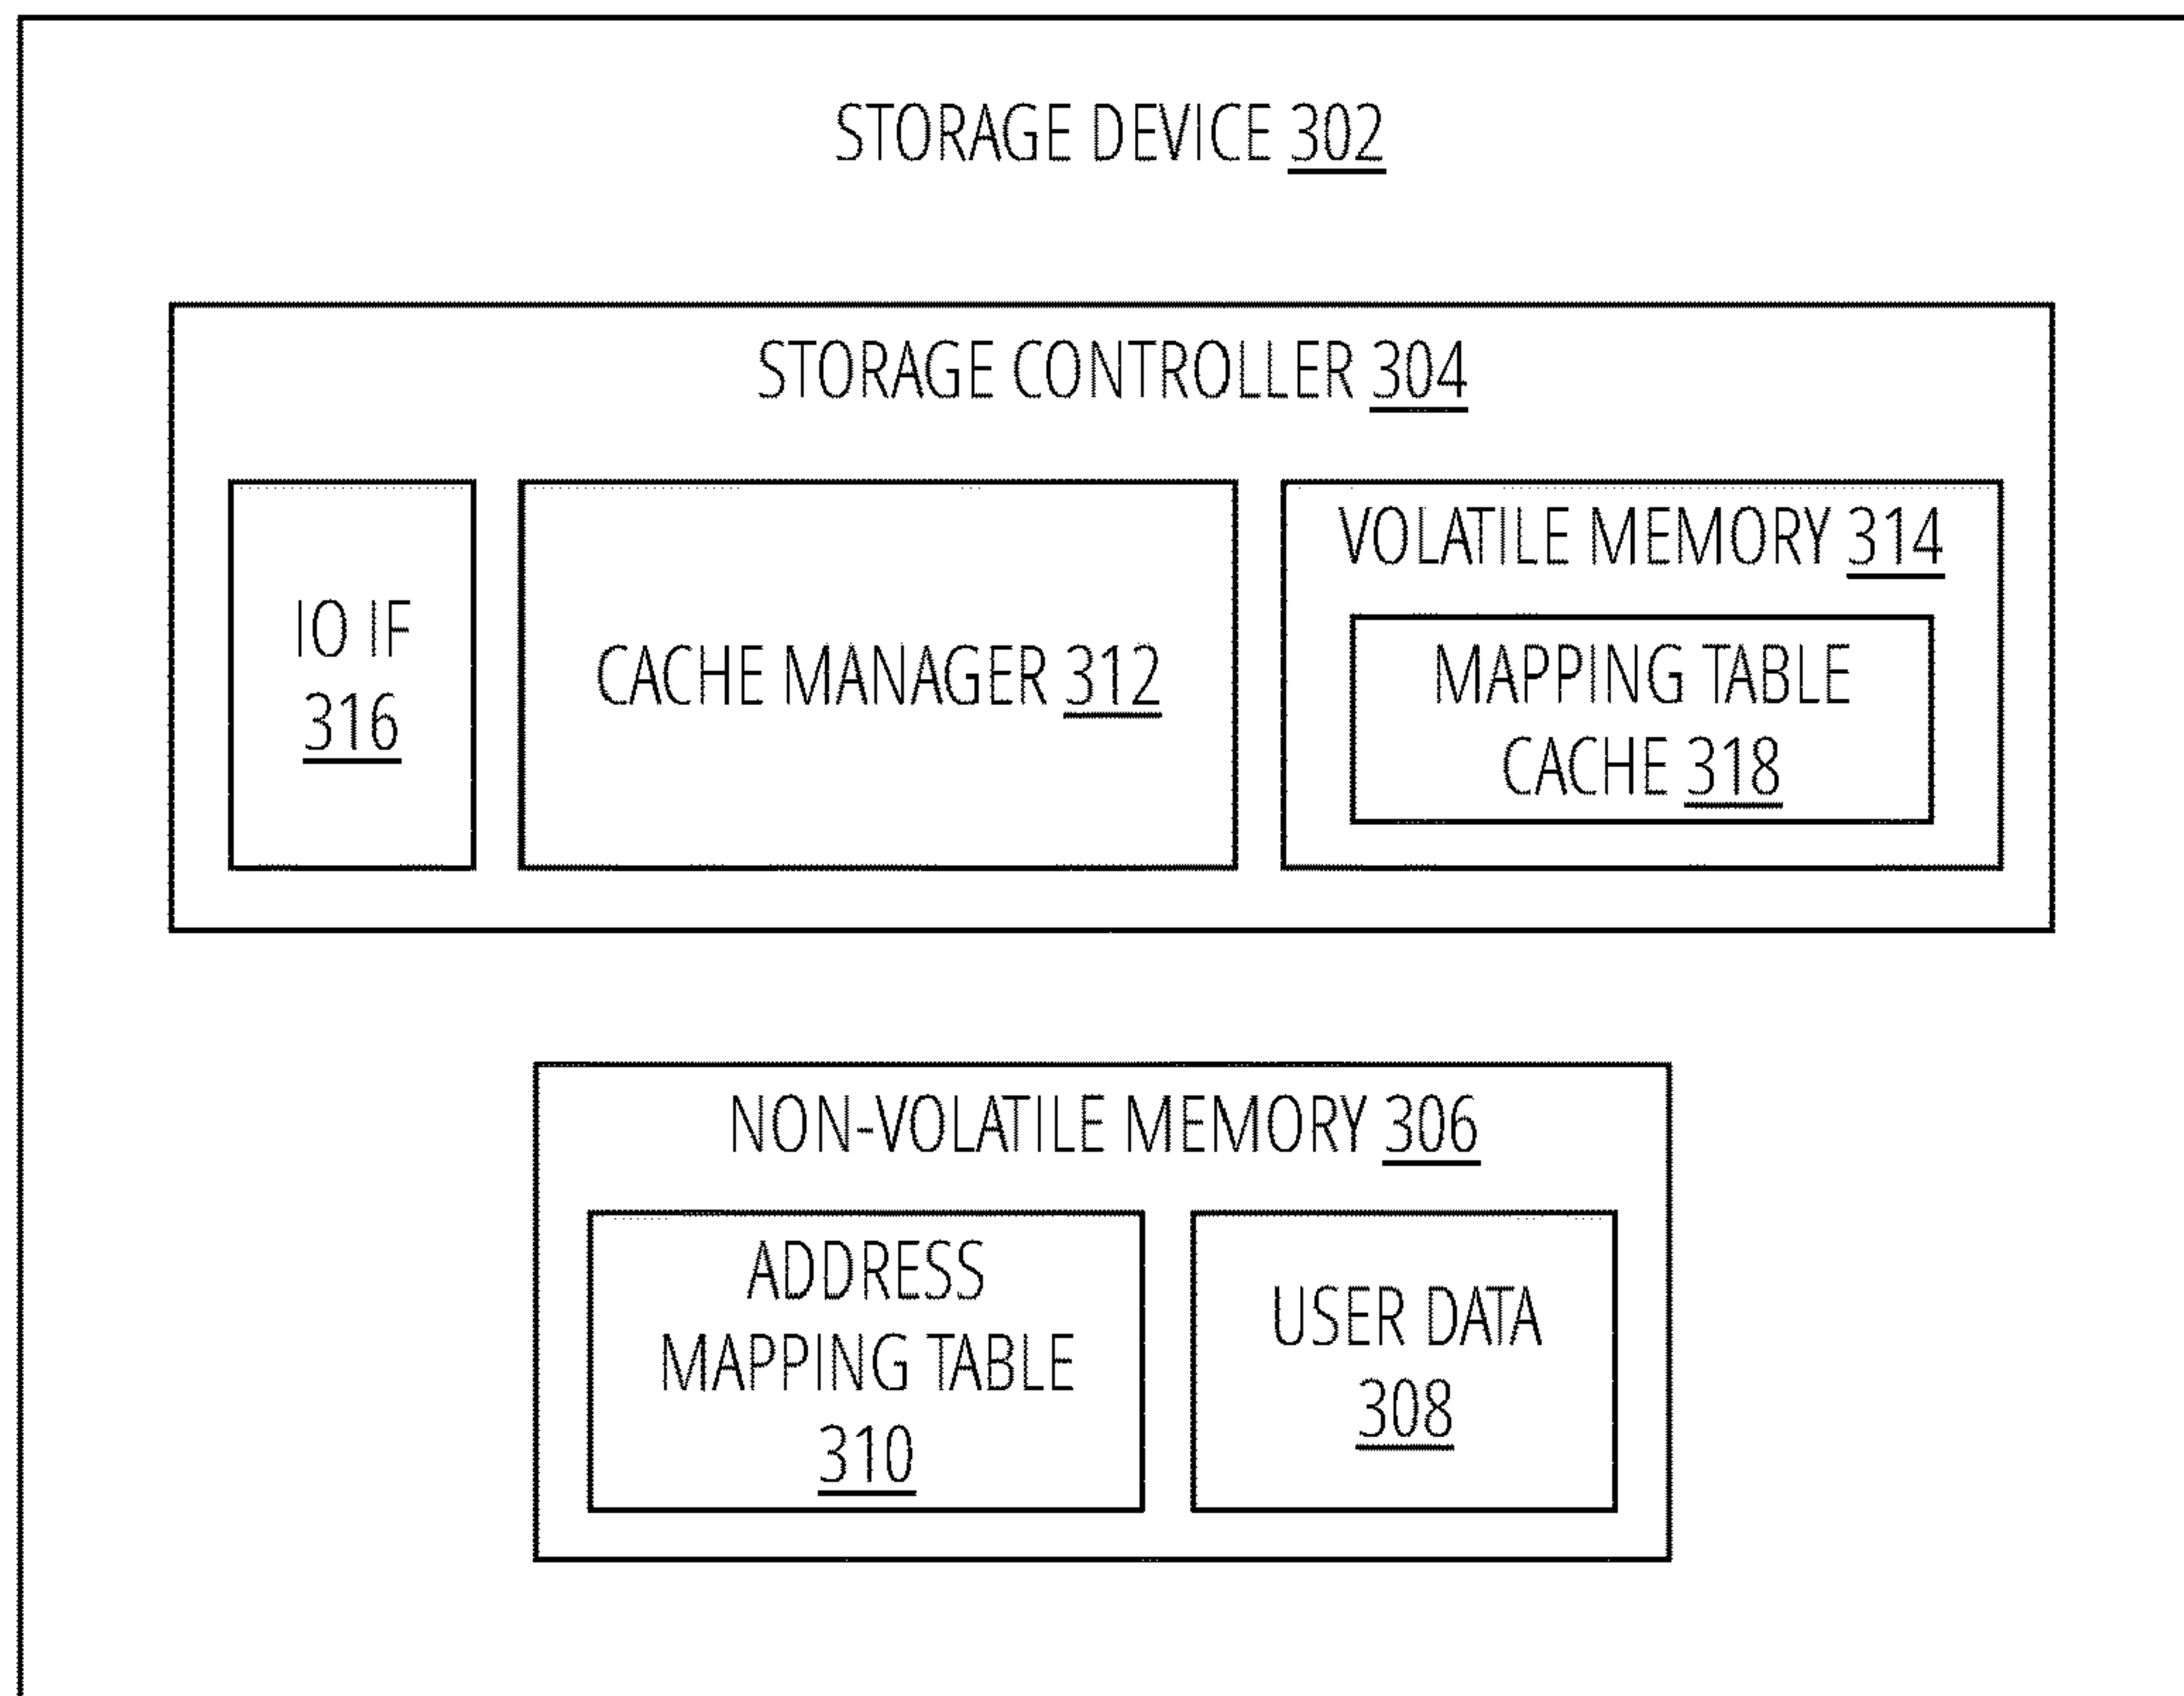 STORAGE DEVICE 302
STORAGE CONTROLLER 304
IO IF
316
CACHE MANAGER 312
VOLATILE MEMORY 314
MAPPING TABLE
CACHE 318
NON-VOLATILE MEMORY 306
ADDRESS
MAPPING TABLE
310
USER DATA
308